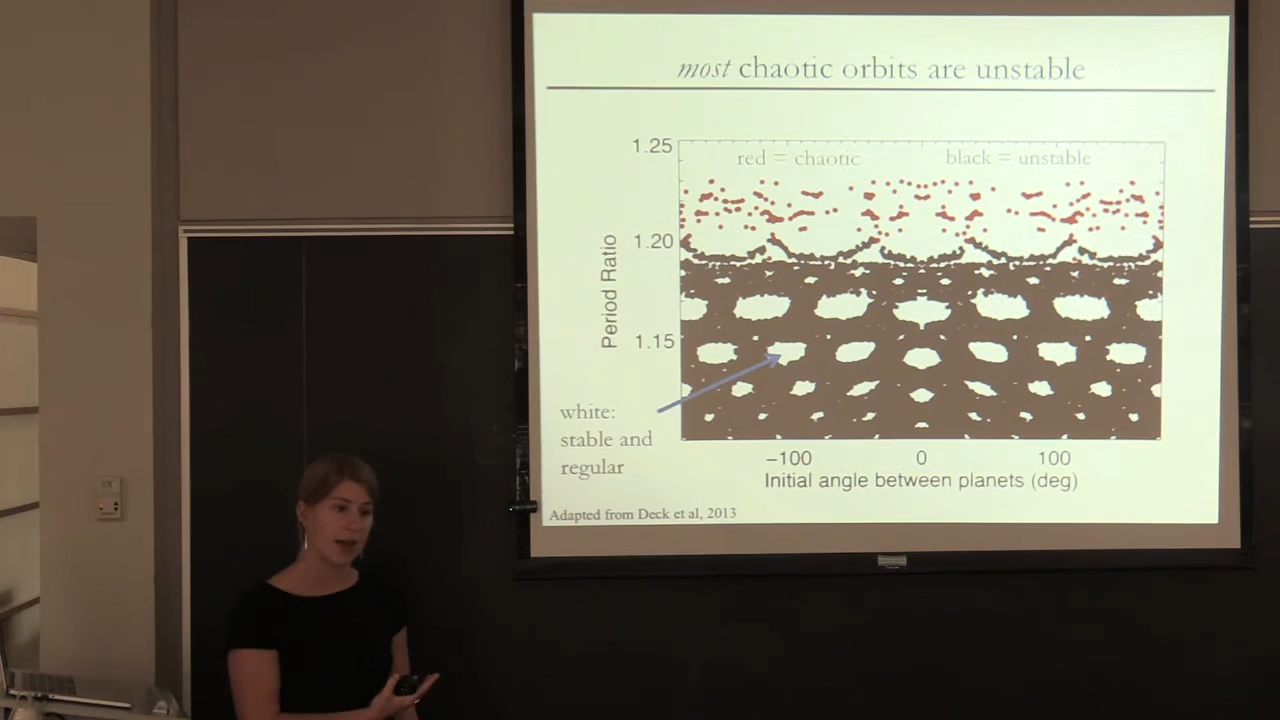 most chaotic orbits are unstable
red = chaotic
black = unstable
1.25
1.20
1.15
Period Ratio
−100
0
100
Initial angle between planets (deg)
white:
stable and
regular
Adapted from Deck et al, 2013